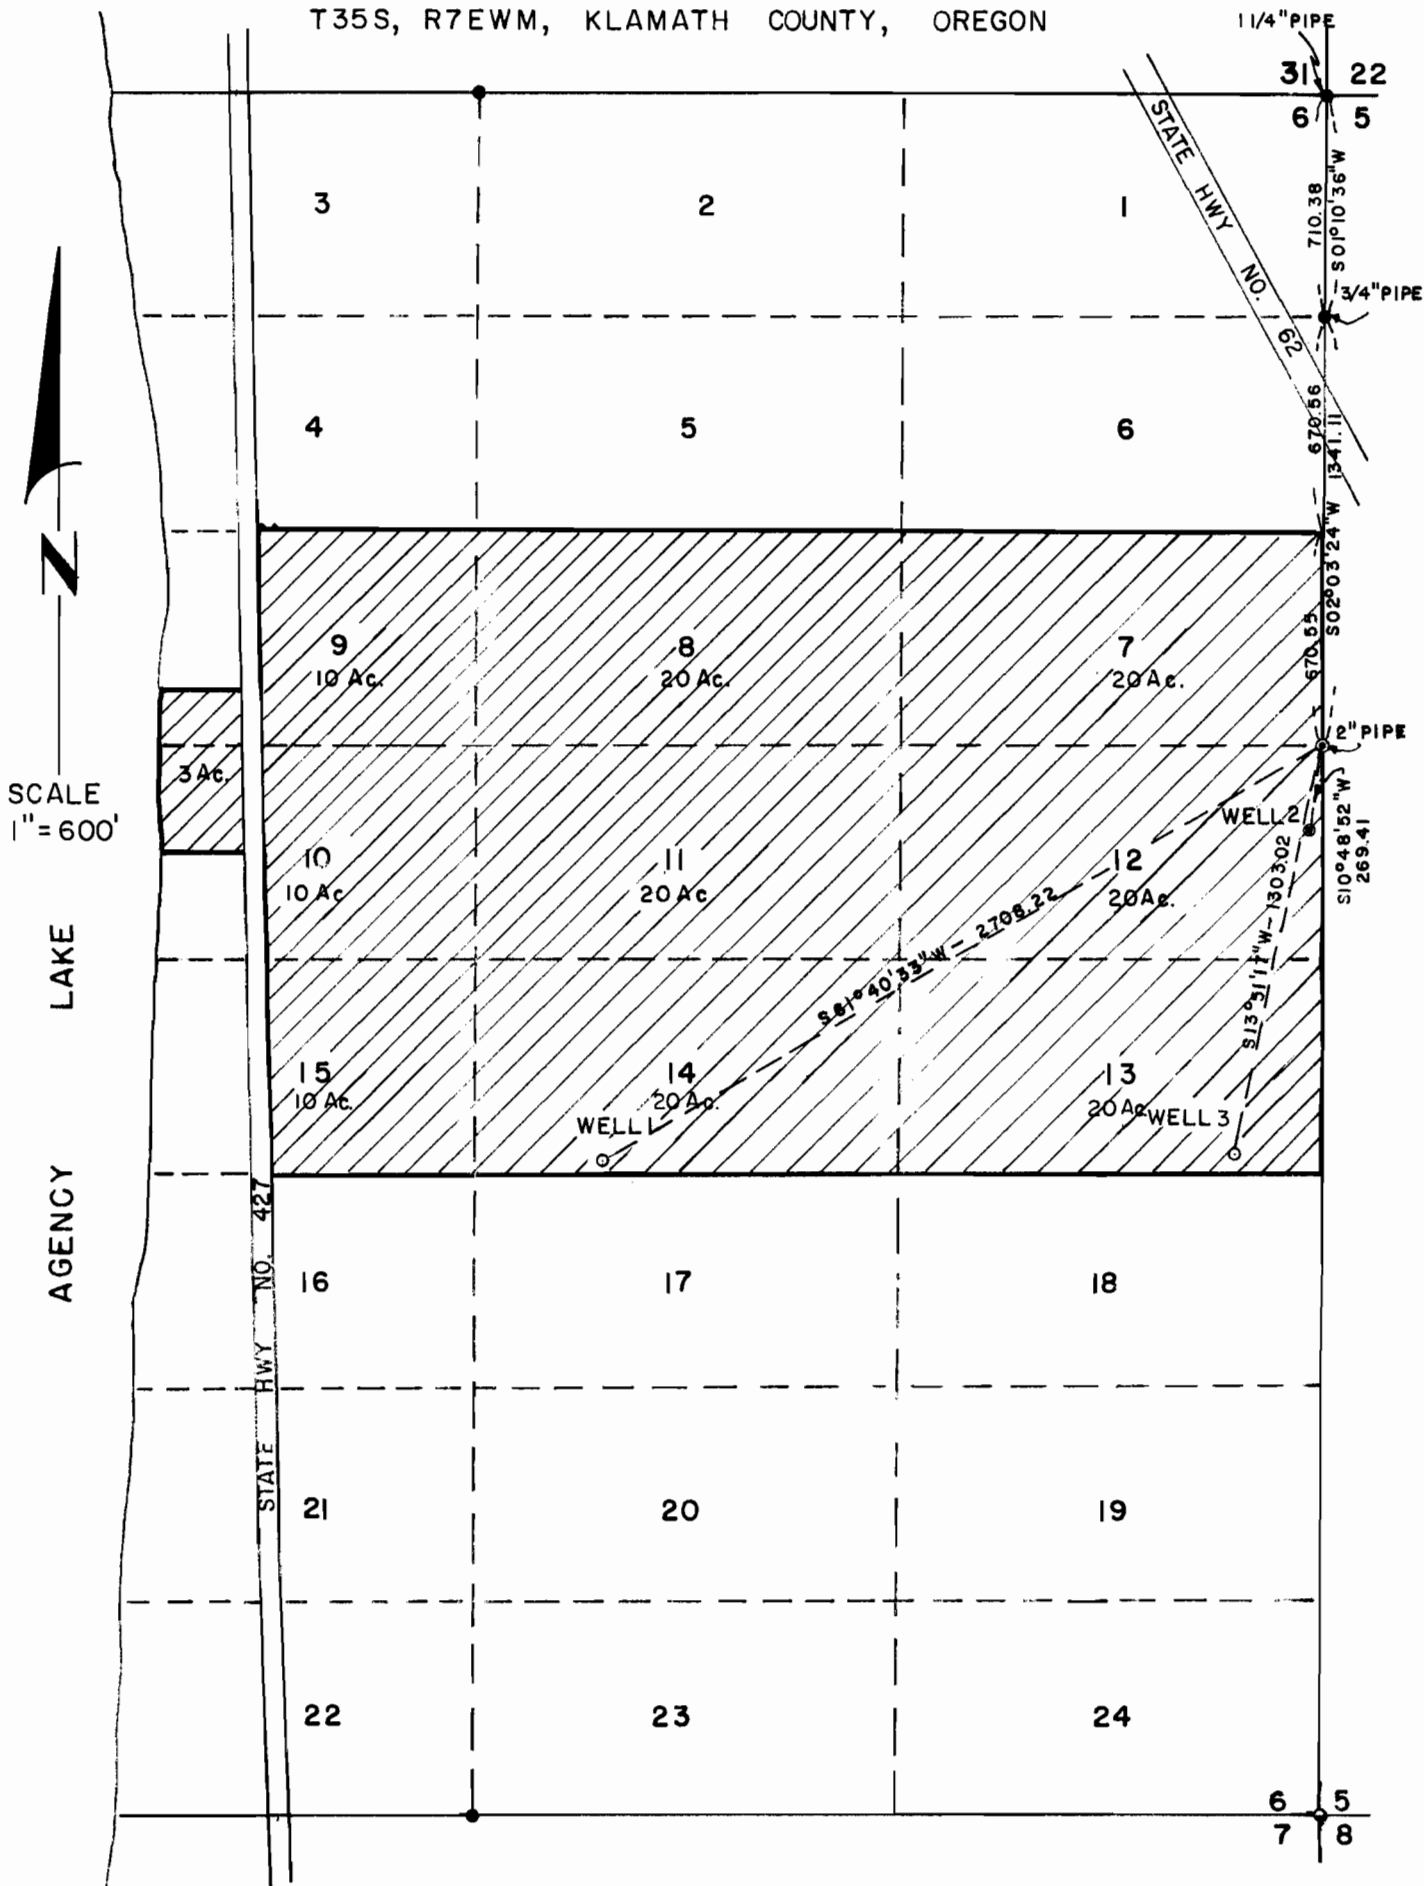 T35S, R7EWM, KLAMATH COUNTY, OREGON
1 1/4" PIPE
31 22
6 5
STATE HWY NO. 62
710.38
S01°10'36"W
3/4" PIPE
3 2 1
670.56
1341.11
S02°03'24"W
4 5 6
N
670.55
9 8 7
10 Ac. 20 Ac. 20 Ac.
2" PIPE
3 Ac.
SCALE
1"=600'
WELL 2
S10°48'52"W
269.41
10 11 12
10 Ac 20 Ac 20 Ac.
S61°40'33"W - 2708.22
S13°51'17"W - 1303.02
AGENCY LAKE
15 14 13
10 Ac. 20 Ac. 20 Ac
WELL 1
WELL 3
STATE HWY NO. 427
16 17 18
21 20 19
22 23 24
6 5
7 8